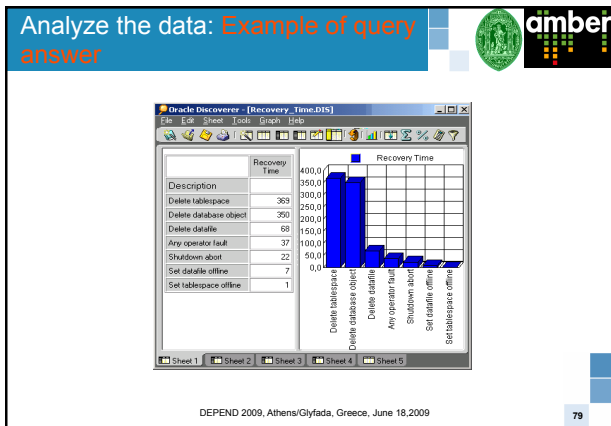 Analyze the data: Example of query
answer
amber
Oracle Discoverer - [Recovery_Time.DIS]
File Edit Sheet Tools Graph Help
Recovery
Time
Description
Delete tablespace 369
Delete database object 350
Delete datafile 68
Any operator fault 37
Shutdown abort 22
Set datafile offline 7
Set tablespace offline 1
Recovery Time
400,0
350,0
300,0
250,0
200,0
150,0
100,0
50,0
0,0
Delete tablespace
Delete database object
Delete datafile
Any operator fault
Shutdown abort
Set datafile offline
Set tablespace offline
Sheet 1 Sheet 2 Sheet 3 Sheet 4 Sheet 5
DEPEND 2009, Athens/Glyfada, Greece, June 18,2009
79